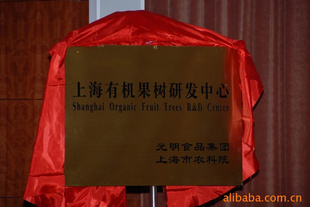 上海有机果树研发中心
Shanghai Organic Fruit Trees R&D Center
光明食品集团
上海市农科院
alibaba.com.cn